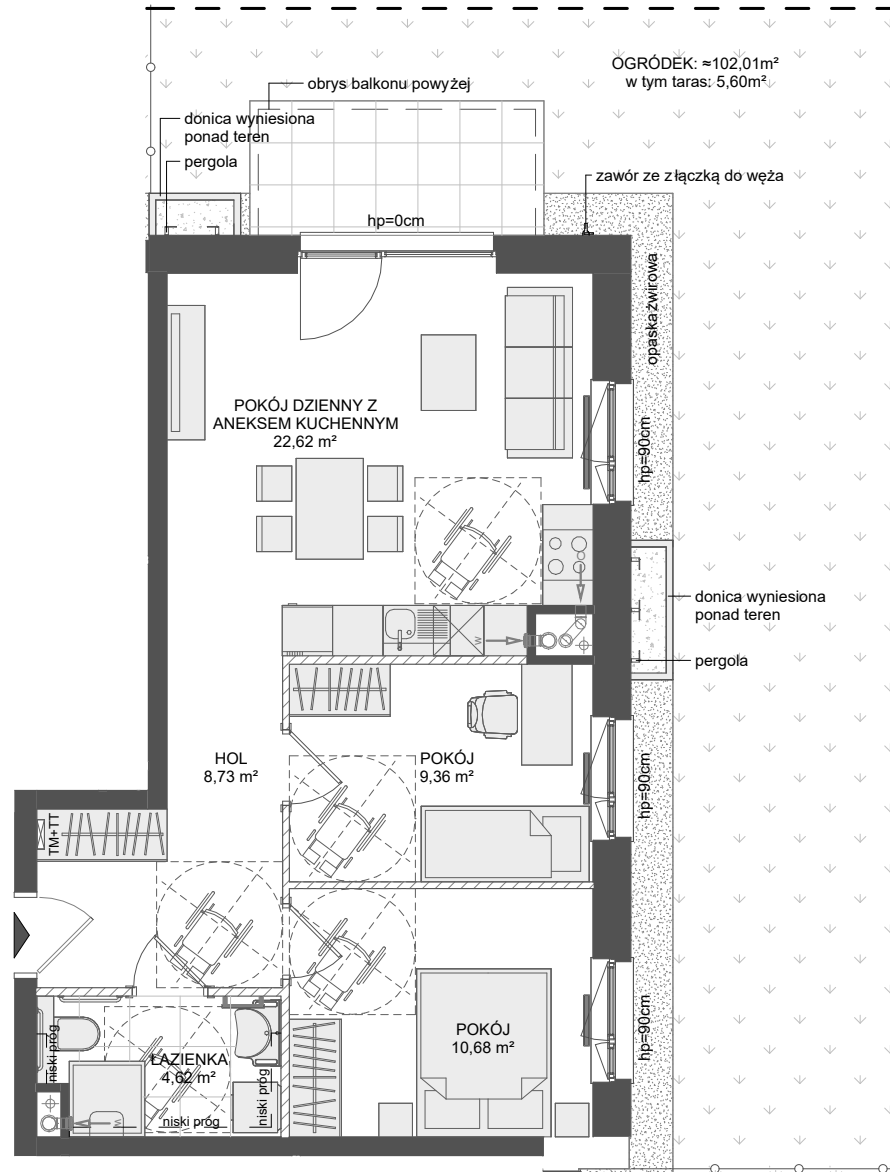 OGRÓDEK: ≈102,01m²
w tym taras: 5,60m²
obrys balkonu powyżej
donica wyniesiona
ponad teren
pergola
zawór ze złączką do węża
hp=0cm
opaska żwirowa
POKÓJ DZIENNY Z
ANEKSEM KUCHENNYM
22,62 m²
hp=90cm
donica wyniesiona
ponad teren
pergola
W
HOL
8,73 m²
POKÓJ
9,36 m²
hp=90cm
TM+TT
POKÓJ
10,68 m²
hp=90cm
ŁAZIENKA
4,62 m²
niski próg
niski próg
niski próg
W